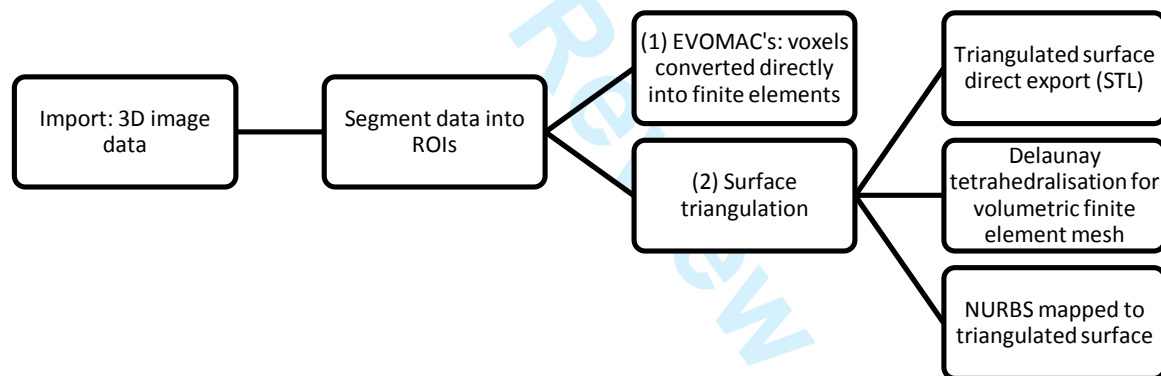 Import: 3D image
data
Segment data into
ROIs
(1) EVOMAC's: voxels
converted directly
into finite elements
(2) Surface
triangulation
Triangulated surface
direct export (STL)
Delaunay
tetrahedralisation for
volumetric finite
element mesh
NURBS mapped to
triangulated surface
Review